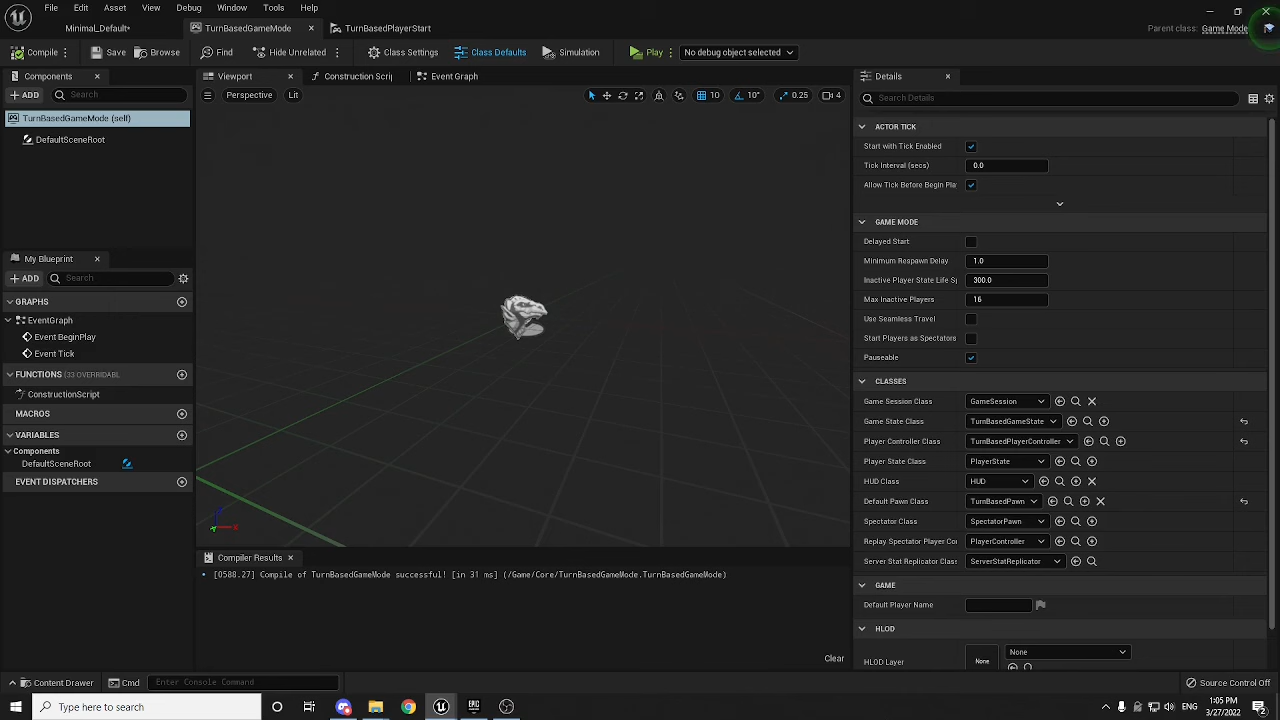 File
Edit
Asset
View
Debug
Window
Tools
Help
Minimal_Default*
TurnBasedGameMode
TurnBasedPlayerStart
Parent class: Game Mode
Compile
Save
Browse
Find
Hide Unrelated
Class Settings
Class Defaults
Simulation
Play
No debug object selected
Components
ADD
Search
TurnBasedGameMode (self)
DefaultSceneRoot
My Blueprint
ADD
Search
GRAPHS
EventGraph
Event BeginPlay
Event Tick
FUNCTIONS (33 OVERRIDABL
ConstructionScript
MACROS
VARIABLES
Components
DefaultSceneRoot
EVENT DISPATCHERS
Viewport
Construction Scrip
Event Graph
Perspective
Lit
10
10°
0.25
4
Compiler Results
[0588.27] Compile of TurnBasedGameMode successful! [in 31 ms] (/Game/Core/TurnBasedGameMode.TurnBasedGameMode)
Clear
Details
Search Details
ACTOR TICK
Start with Tick Enabled
Tick Interval (secs) 0.0
Allow Tick Before Begin Pla
GAME MODE
Delayed Start
Minimum Respawn Delay 1.0
Inactive Player State Life Sp 300.0
Max Inactive Players 16
Use Seamless Travel
Start Players as Spectators
Pauseable
CLASSES
Game Session Class GameSession
Game State Class TurnBasedGameState
Player Controller Class TurnBasedPlayerController
Player State Class PlayerState
HUD Class HUD
Default Pawn Class TurnBasedPawn
Spectator Class SpectatorPawn
Replay Spectator Player Cor PlayerController
Server Stat Replicator Class ServerStatReplicator
GAME
Default Player Name
HLOD
HLOD Layer None None
Content Drawer
Cmd
Enter Console Command
Source Control Off
Type here to search
1:05 PM
3/27/2022